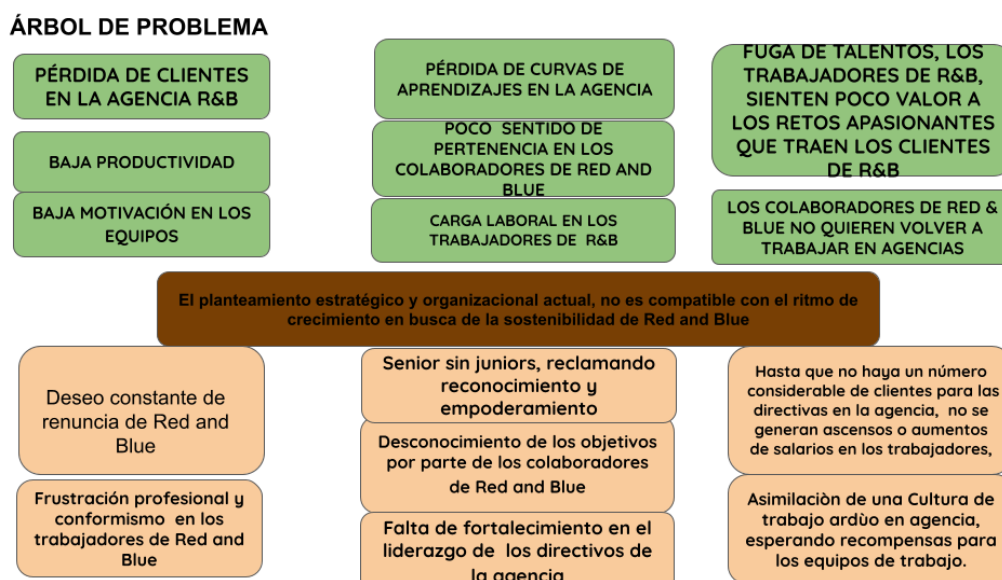 ÁRBOL DE PROBLEMA
PÉRDIDA DE CLIENTES
EN LA AGENCIA R&B
BAJA PRODUCTIVIDAD
BAJA MOTIVACIÓN EN LOS
EQUIPOS
PÉRDIDA DE CURVAS DE
APRENDIZAJES EN LA AGENCIA
POCO SENTIDO DE
PERTENENCIA EN LOS
COLABORADORES DE RED AND
BLUE
CARGA LABORAL EN LOS
TRABAJADORES DE R&B
FUGA DE TALENTOS, LOS
TRABAJADORES DE R&B,
SIENTEN POCO VALOR A
LOS RETOS APASIONANTES
QUE TRAEN LOS CLIENTES
DE R&B
LOS COLABORADORES DE RED &
BLUE NO QUIEREN VOLVER A
TRABAJAR EN AGENCIAS
El planteamiento estratégico y organizacional actual, no es compatible con el ritmo de
crecimiento en busca de la sostenibilidad de Red and Blue
Deseo constante de
renuncia de Red and
Blue
Frustración profesional y
conformismo en los
trabajadores de Red and
Blue
Senior sin juniors, reclamando
reconocimiento y
empoderamiento
Desconocimiento de los objetivos
por parte de los colaboradores
de Red and Blue
Falta de fortalecimiento en el
liderazgo de los directivos de
la agencia
Hasta que no haya un número
considerable de clientes para las
directivas en la agencia, no se
generan ascensos o aumentos
de salarios en los trabajadores,
Asimilaciòn de una Cultura de
trabajo ardùo en agencia,
esperando recompensas para
los equipos de trabajo.